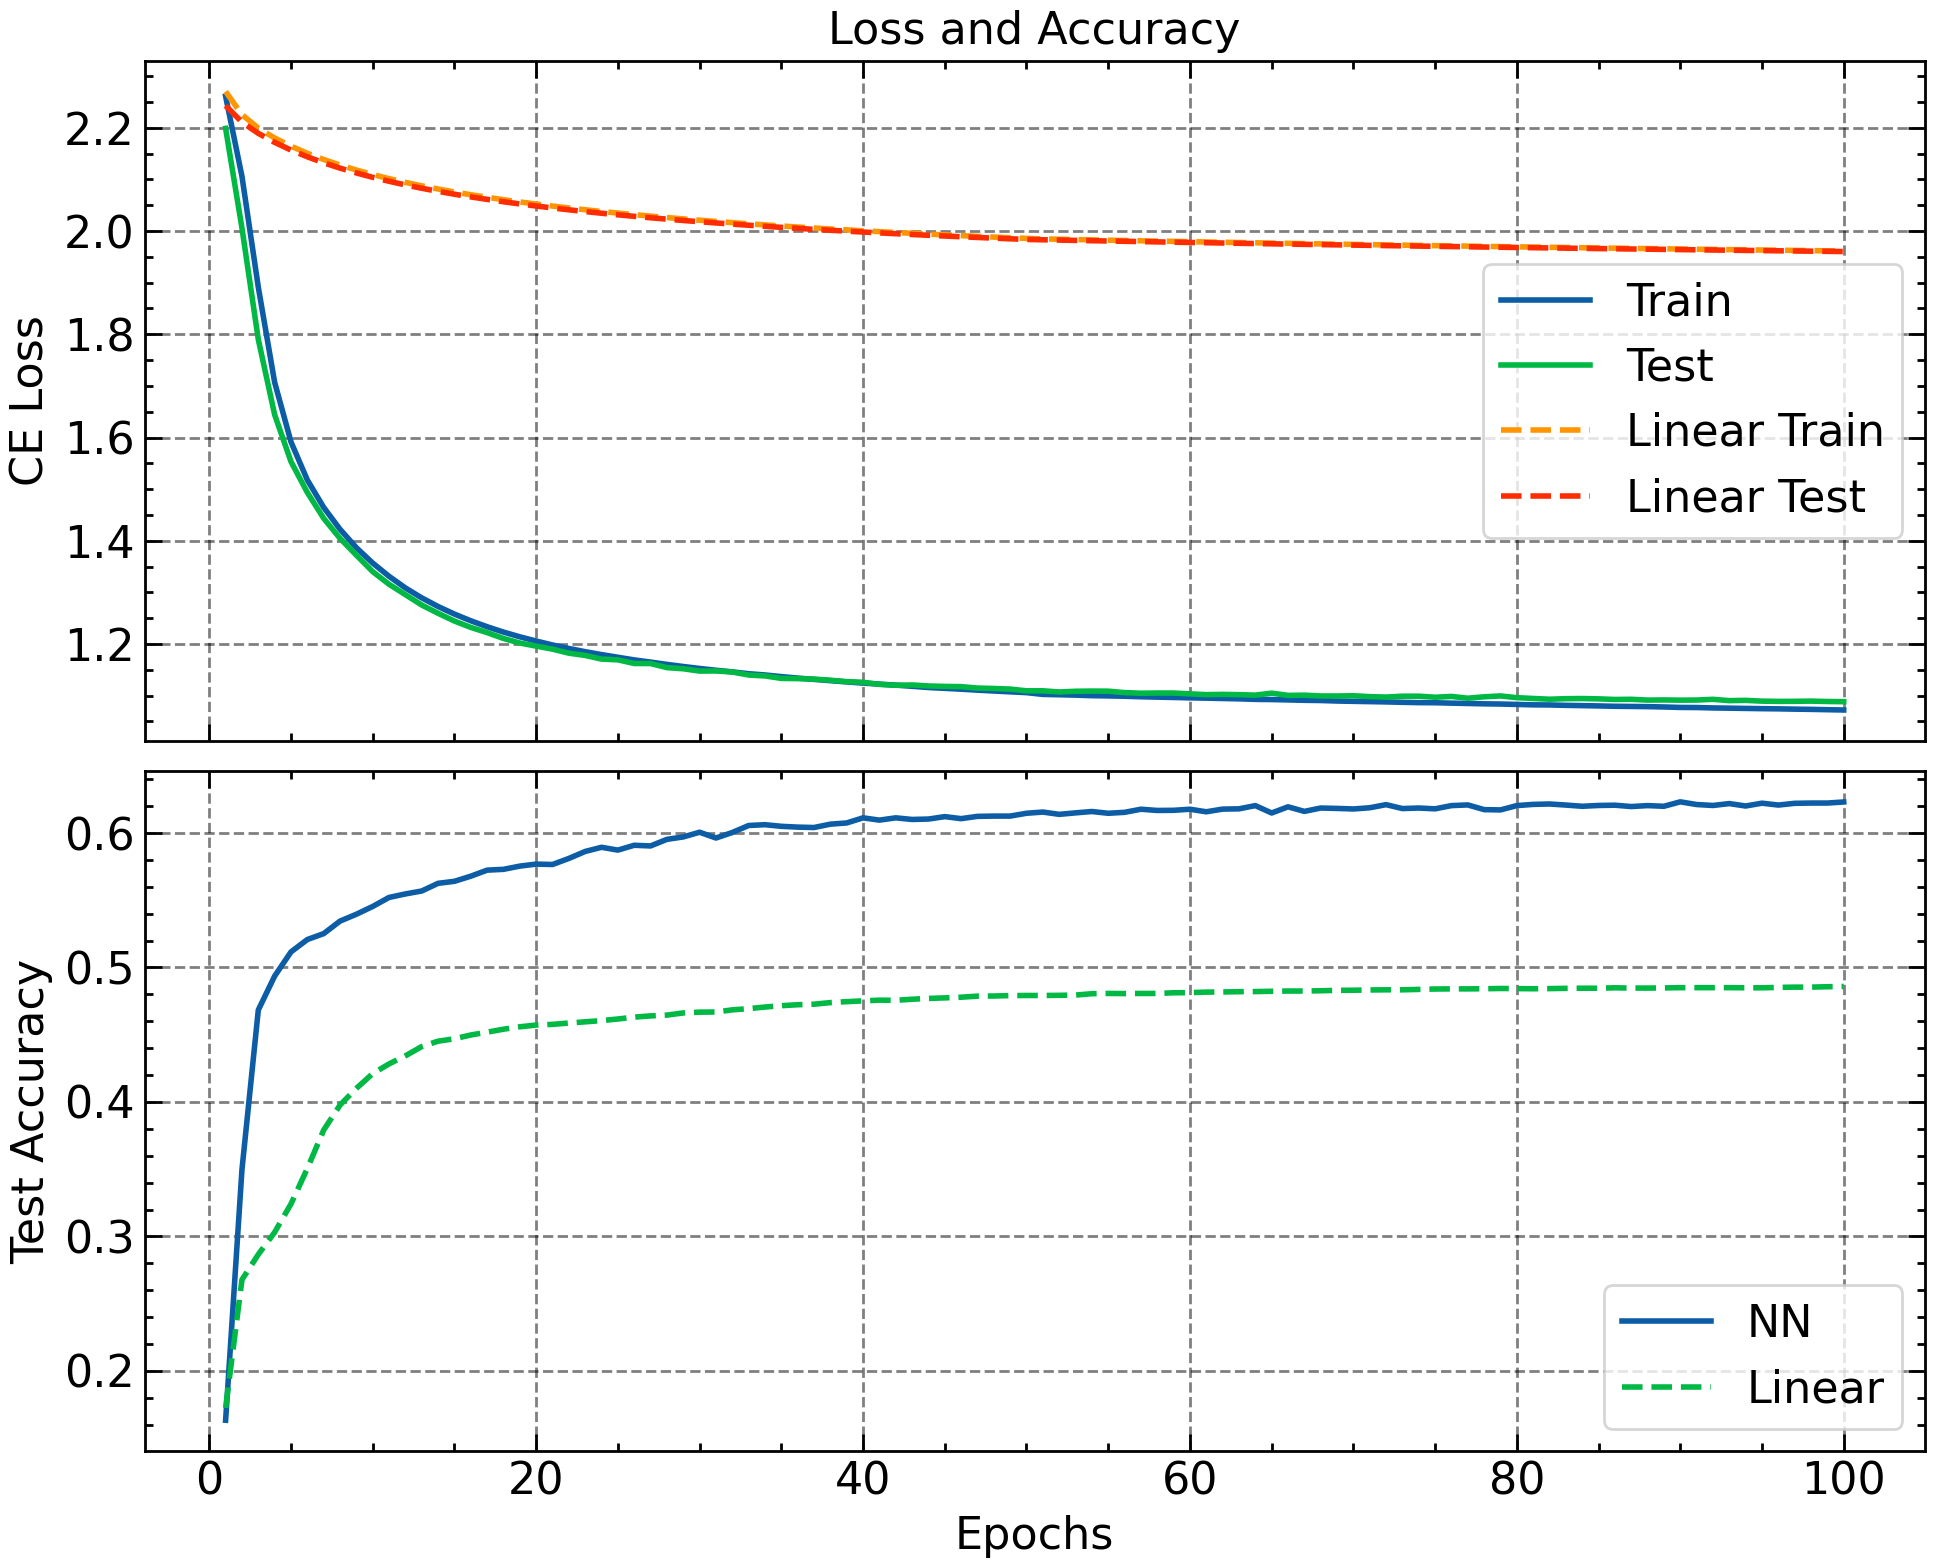 Loss and Accuracy
2.2
2.0
1.8
1.6
1.4
1.2
CE Loss
Train
Test
Linear Train
Linear Test
0.6
0.5
0.4
0.3
0.2
Test Accuracy
NN
Linear
0 20 40 60 80 100
Epochs